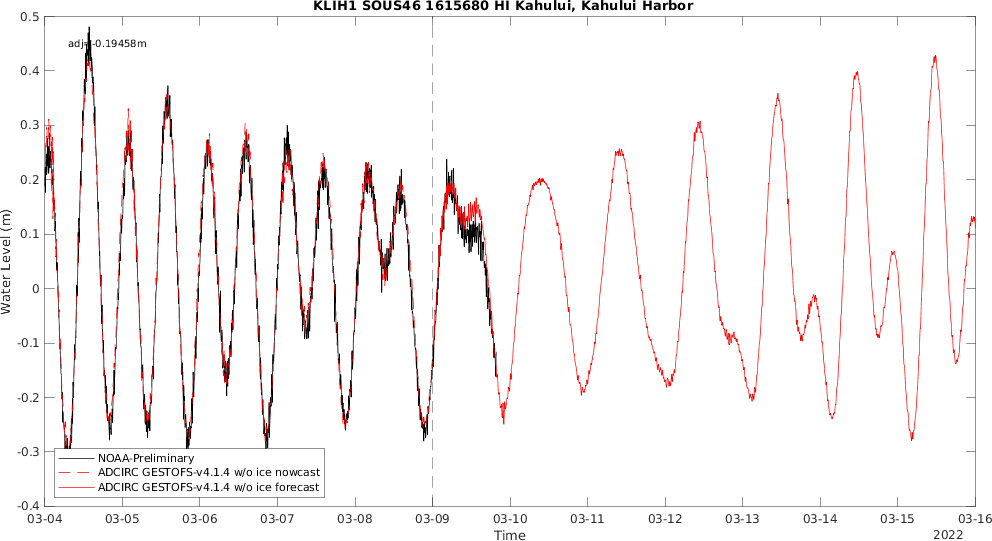 KLIH1 SOUS46 1615680 HI Kahului, Kahului Harbor
adj=-0.19458m
Water Level (m)
0.5
0.4
0.3
0.2
0.1
0
-0.1
-0.2
-0.3
-0.4
NOAA-Preliminary
ADCIRC GESTOFS-v4.1.4 w/o ice nowcast
ADCIRC GESTOFS-v4.1.4 w/o ice forecast
03-04 03-05 03-06 03-07 03-08 03-09 03-10 03-11 03-12 03-13 03-14 03-15 03-16
Time
2022